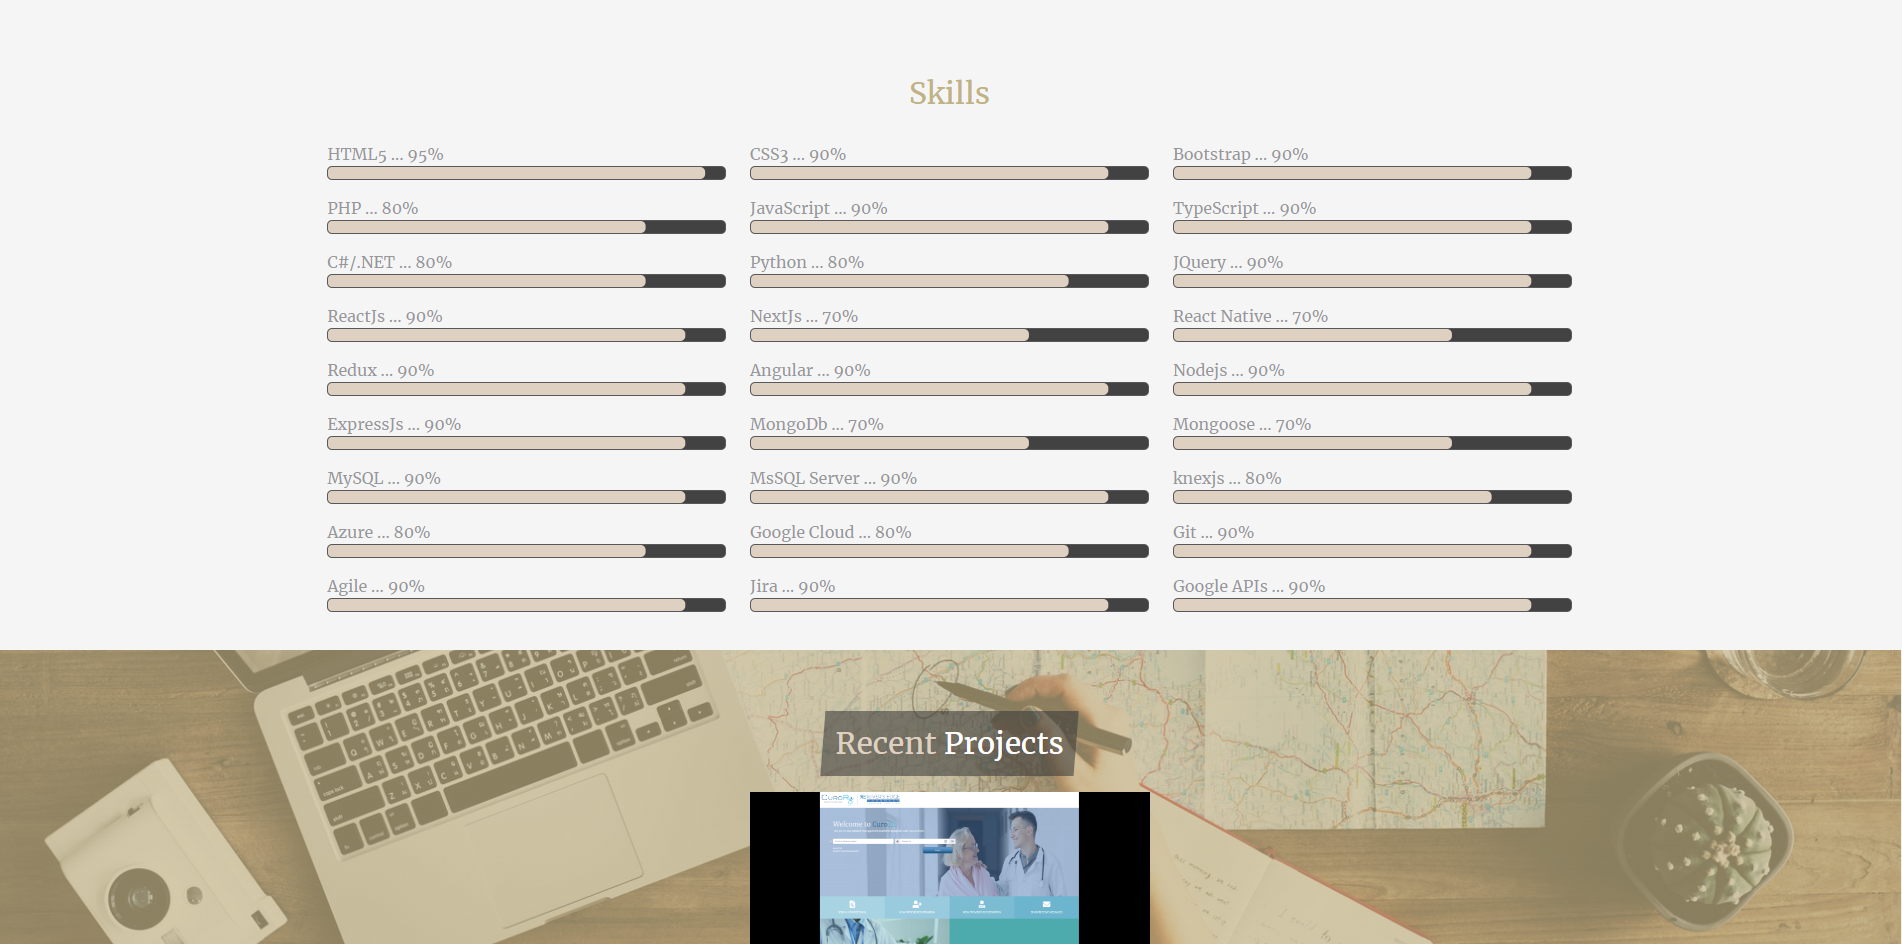 Skills
HTML5 ... 95%
CSS3 ... 90%
Bootstrap ... 90%
PHP ... 80%
JavaScript ... 90%
TypeScript ... 90%
C#/.NET ... 80%
Python ... 80%
JQuery ... 90%
ReactJs ... 90%
NextJs ... 70%
React Native ... 70%
Redux ... 90%
Angular ... 90%
Nodejs ... 90%
ExpressJs ... 90%
MongoDb ... 70%
Mongoose ... 70%
MySQL ... 90%
MsSQL Server ... 90%
knexjs ... 80%
Azure ... 80%
Google Cloud ... 80%
Git ... 90%
Agile ... 90%
Jira ... 90%
Google APIs ... 90%
Recent Projects
Welcome to Curo